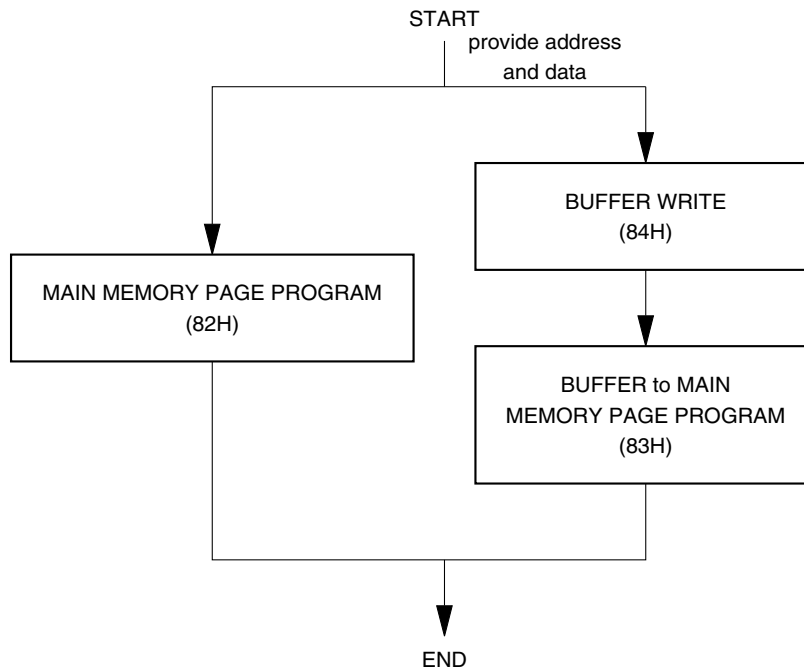 START
provide address
and data
BUFFER WRITE
(84H)
MAIN MEMORY PAGE PROGRAM
(82H)
BUFFER to MAIN
MEMORY PAGE PROGRAM
(83H)
END